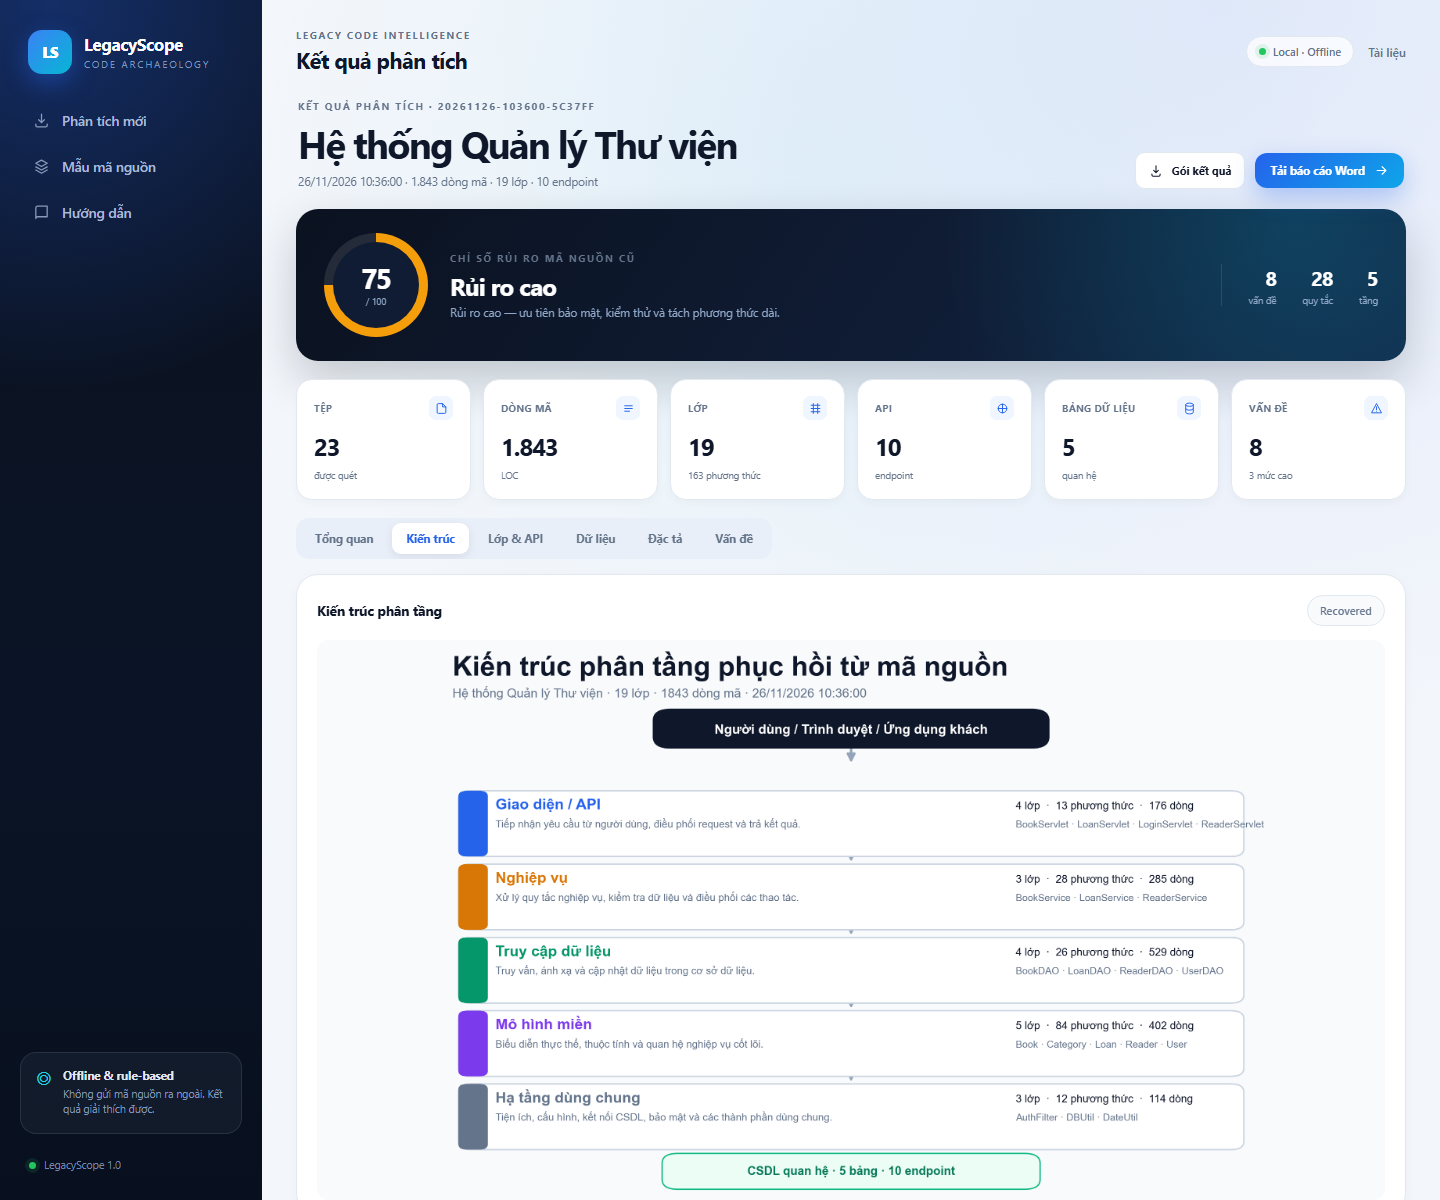 LS
LegacyScope
CODE ARCHAEOLOGY
Phân tích mới
Mẫu mã nguồn
Hướng dẫn
Offline & rule-based
Không gửi mã nguồn ra ngoài. Kết
quả giải thích được.
LegacyScope 1.0
LEGACY CODE INTELLIGENCE
Kết quả phân tích
Local · Offline
Tài liệu
KẾT QUẢ PHÂN TÍCH · 20261126-103600-5C37FF
Hệ thống Quản lý Thư viện
26/11/2026 10:36:00 · 1.843 dòng mã · 19 lớp · 10 endpoint
Gói kết quả
Tải báo cáo Word
75
/ 100
CHỈ SỐ RỦI RO MÃ NGUỒN CŨ
Rủi ro cao
Rủi ro cao — ưu tiên bảo mật, kiểm thử và tách phương thức dài.
8
vấn đề
28
quy tắc
5
tầng
TỆP
23
được quét
DÒNG MÃ
1.843
LOC
LỚP
19
163 phương thức
API
10
endpoint
BẢNG DỮ LIỆU
5
quan hệ
VẤN ĐỀ
8
3 mức cao
Tổng quan
Kiến trúc
Lớp & API
Dữ liệu
Đặc tả
Vấn đề
Kiến trúc phân tầng
Recovered
Kiến trúc phân tầng phục hồi từ mã nguồn
Hệ thống Quản lý Thư viện · 19 lớp · 1843 dòng mã · 26/11/2026 10:36:00
Người dùng / Trình duyệt / Ứng dụng khách
Giao diện / API
Tiếp nhận yêu cầu từ người dùng, điều phối request và trả kết quả.
4 lớp · 13 phương thức · 176 dòng
BookServlet · LoanServlet · LoginServlet · ReaderServlet
Nghiệp vụ
Xử lý quy tắc nghiệp vụ, kiểm tra dữ liệu và điều phối các thao tác.
3 lớp · 28 phương thức · 285 dòng
BookService · LoanService · ReaderService
Truy cập dữ liệu
Truy vấn, ánh xạ và cập nhật dữ liệu trong cơ sở dữ liệu.
4 lớp · 26 phương thức · 529 dòng
BookDAO · LoanDAO · ReaderDAO · UserDAO
Mô hình miền
Biểu diễn thực thể, thuộc tính và quan hệ nghiệp vụ cốt lõi.
5 lớp · 84 phương thức · 402 dòng
Book · Category · Loan · Reader · User
Hạ tầng dùng chung
Tiện ích, cấu hình, kết nối CSDL, bảo mật và các thành phần dùng chung.
3 lớp · 12 phương thức · 114 dòng
AuthFilter · DBUtil · DateUtil
CSDL quan hệ · 5 bảng · 10 endpoint